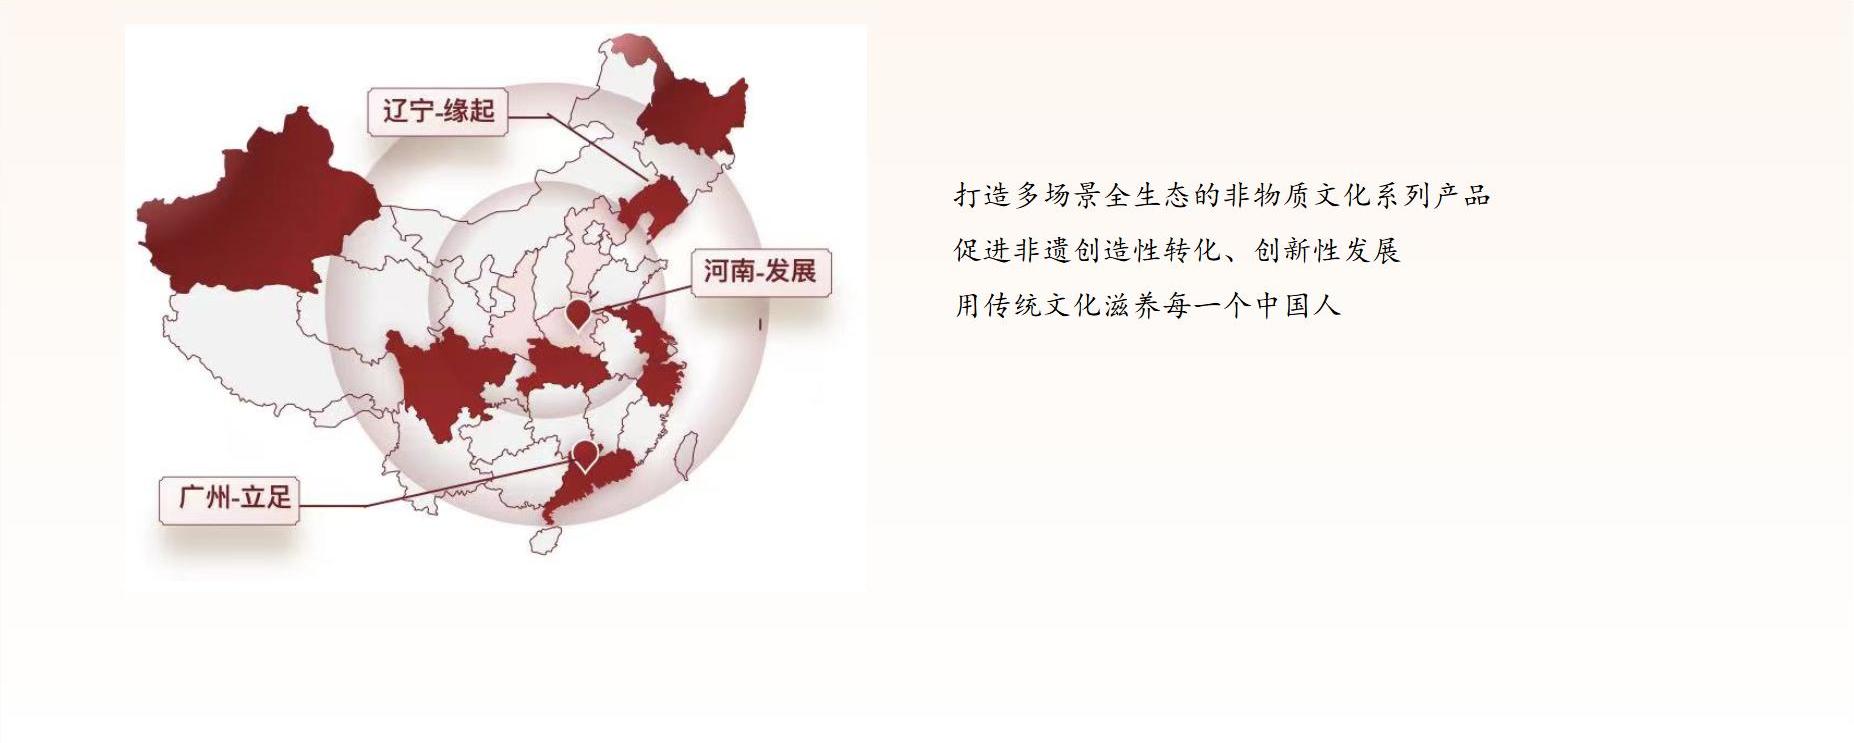 辽宁-缘起
河南-发展
广州-立足
打造多场景全生态的非物质文化系列产品
促进非遗创造性转化、创新性发展
用传统文化滋养每一个中国人